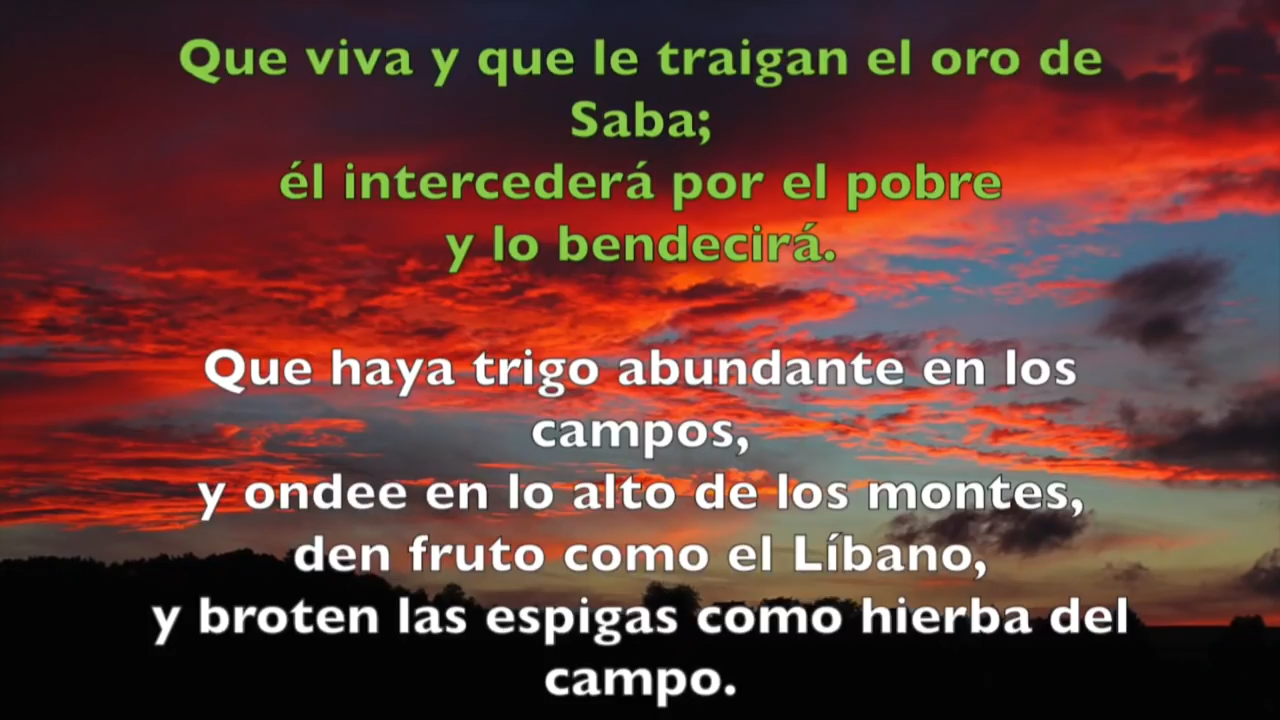 Que viva y que le traigan el oro de
Saba;
él intercederá por el pobre
y lo bendecirá.
Que haya trigo abundante en los
campos,
y ondee en lo alto de los montes,
den fruto como el Líbano,
y broten las espigas como hierba del
campo.